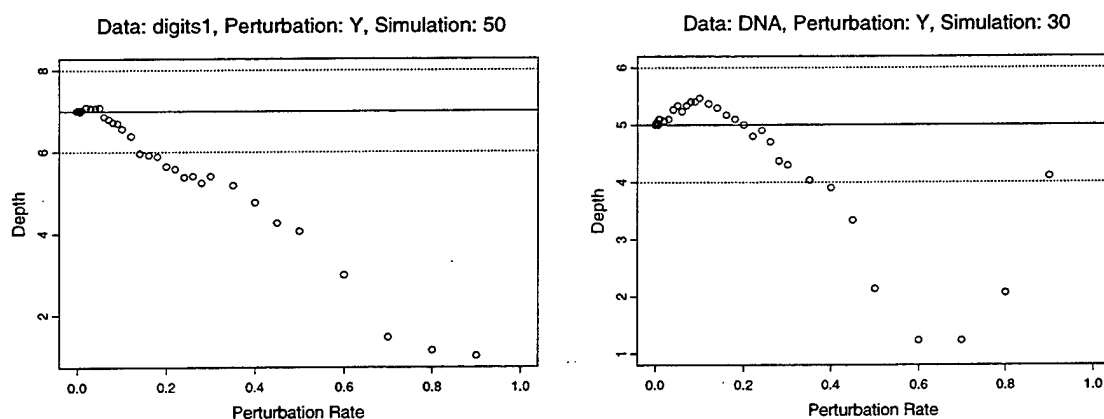 Data: digits1, Perturbation: Y, Simulation: 50
8
6
4
2
Depth
0.0 0.2 0.4 0.6 0.8 1.0
Perturbation Rate
Data: DNA, Perturbation: Y, Simulation: 30
6
5
4
3
2
1
Depth
0.0 0.2 0.4 0.6 0.8 1.0
Perturbation Rate